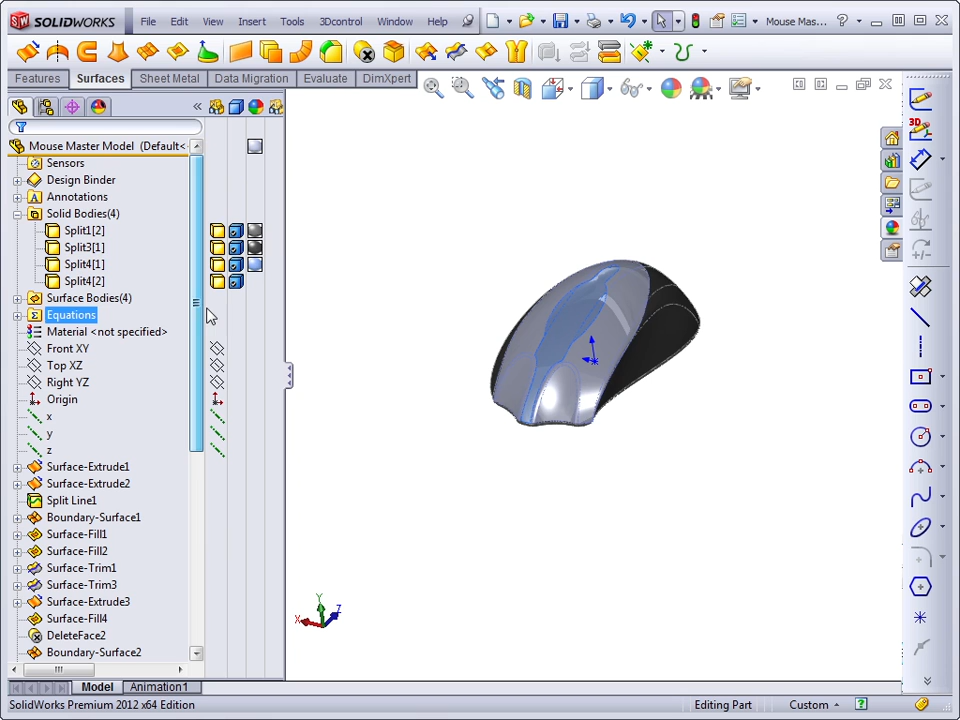 SOLIDWORKS File Edit View Insert Tools 3Dcontrol Window Help Mouse Mas... ?
Features Surfaces Sheet Metal Data Migration Evaluate DimXpert
3D
Mouse Master Model (Default<
Sensors
Design Binder
A Annotations
Solid Bodies(4)
Split1[2]
Split3[1]
Split4[1]
Split4[2]
Surface Bodies(4)
Σ Equations
Material <not specified>
Front XY
Top XZ
Right YZ
Origin
x
y
z
Surface-Extrude1
Surface-Extrude2
Split Line1
Boundary-Surface1
Surface-Fill1
Surface-Fill2
Surface-Trim1
Surface-Trim3
Surface-Extrude3
Surface-Fill4
DeleteFace2
Boundary-Surface2
Y
X Z
Model Animation1
SolidWorks Premium 2012 x64 Edition Editing Part Custom ?